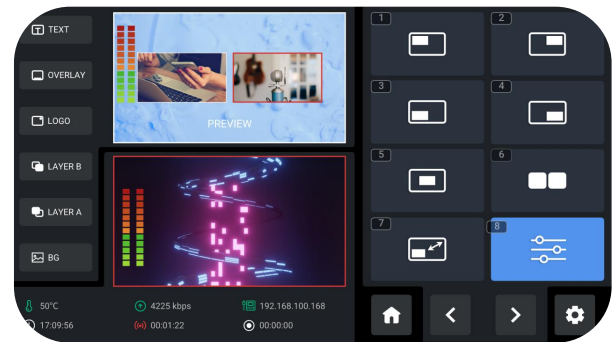 TEXT
OVERLAY
LOGO
LAYER B
LAYER A
BG
PREVIEW
50°C
4225 kbps
192.168.100.168
17:09:56
00:01:22
00:00:00
1
2
3
4
5
6
7
8